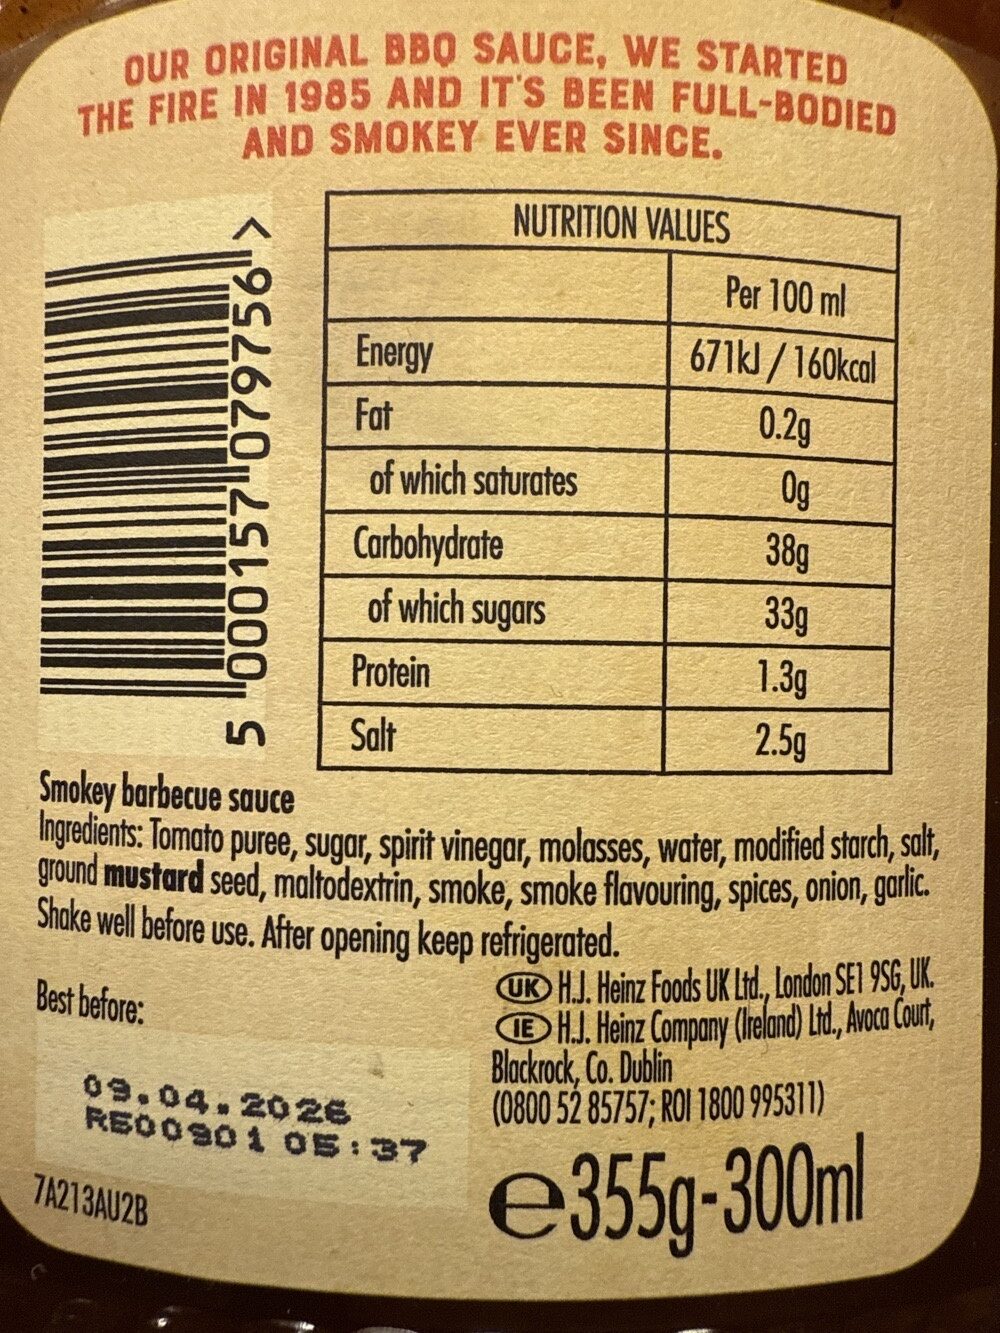 OUR ORIGINAL BBQ SAUCE, WE STARTED
THE FIRE IN 1985 AND IT'S BEEN FULL-BODIED
AND SMOKEY EVER SINCE.
5 000157 079756 >
NUTRITION VALUES
Per 100 ml
Energy 671kJ / 160kcal
Fat 0.2g
of which saturates 0g
Carbohydrate 38g
of which sugars 33g
Protein 1.3g
Salt 2.5g
Smokey barbecue sauce
Ingredients: Tomato puree, sugar, spirit vinegar, molasses, water, modified starch, salt,
ground mustard seed, maltodextrin, smoke, smoke flavouring, spices, onion, garlic.
Shake well before use. After opening keep refrigerated.
UK H.J. Heinz Foods UK Ltd., London SE1 9SG, UK.
IE H.J. Heinz Company (Ireland) Ltd., Avoca Court,
Blackrock, Co. Dublin
(0800 52 85757; ROI 1800 995311)
Best before:
09.04.2026
RE00901 05:37
7A213AU2B
e355g-300ml